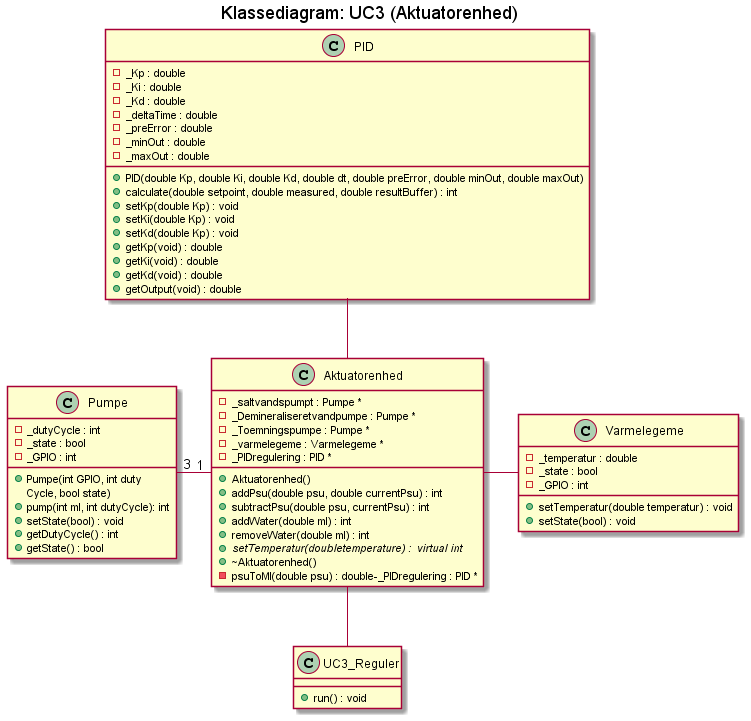 Klassediagram: UC3 (Aktuatorenhed)
C PID
_Kp : double
_Ki : double
_Kd : double
_deltaTime : double
_preError : double
_minOut : double
_maxOut : double
PID(double Kp, double Ki, double Kd, double dt, double preError, double minOut, double maxOut)
calculate(double setpoint, double measured, double resultBuffer) : int
setKp(double Kp) : void
setKi(double Kp) : void
setKd(double Kp) : void
getKp(void) : double
getKi(void) : double
getKd(void) : double
getOutput(void) : double
C Pumpe
_dutyCycle : int
_state : bool
_GPIO : int
Pumpe(int GPIO, int duty
Cycle, bool state)
pump(int ml, int dutyCycle): int
setState(bool) : void
getDutyCycle() : int
getState() : bool
3 1
C Aktuatorenhed
_saltvandspumpt : Pumpe *
_Demineraliseretvandpumpe : Pumpe *
_Toemningspumpe : Pumpe *
_varmelegeme : Varmelegeme *
_PIDregulering : PID *
Aktuatorenhed()
addPsu(double psu, double currentPsu) : int
subtractPsu(double psu, currentPsu) : int
addWater(double ml) : int
removeWater(double ml) : int
setTemperatur(doubletemperature) : virtual int
~Aktuatorenhed()
psuToMl(double psu) : double-_PIDregulering : PID *
C Varmelegeme
_temperatur : double
_state : bool
_GPIO : int
setTemperatur(double temperatur) : void
setState(bool) : void
C UC3_Reguler
run() : void